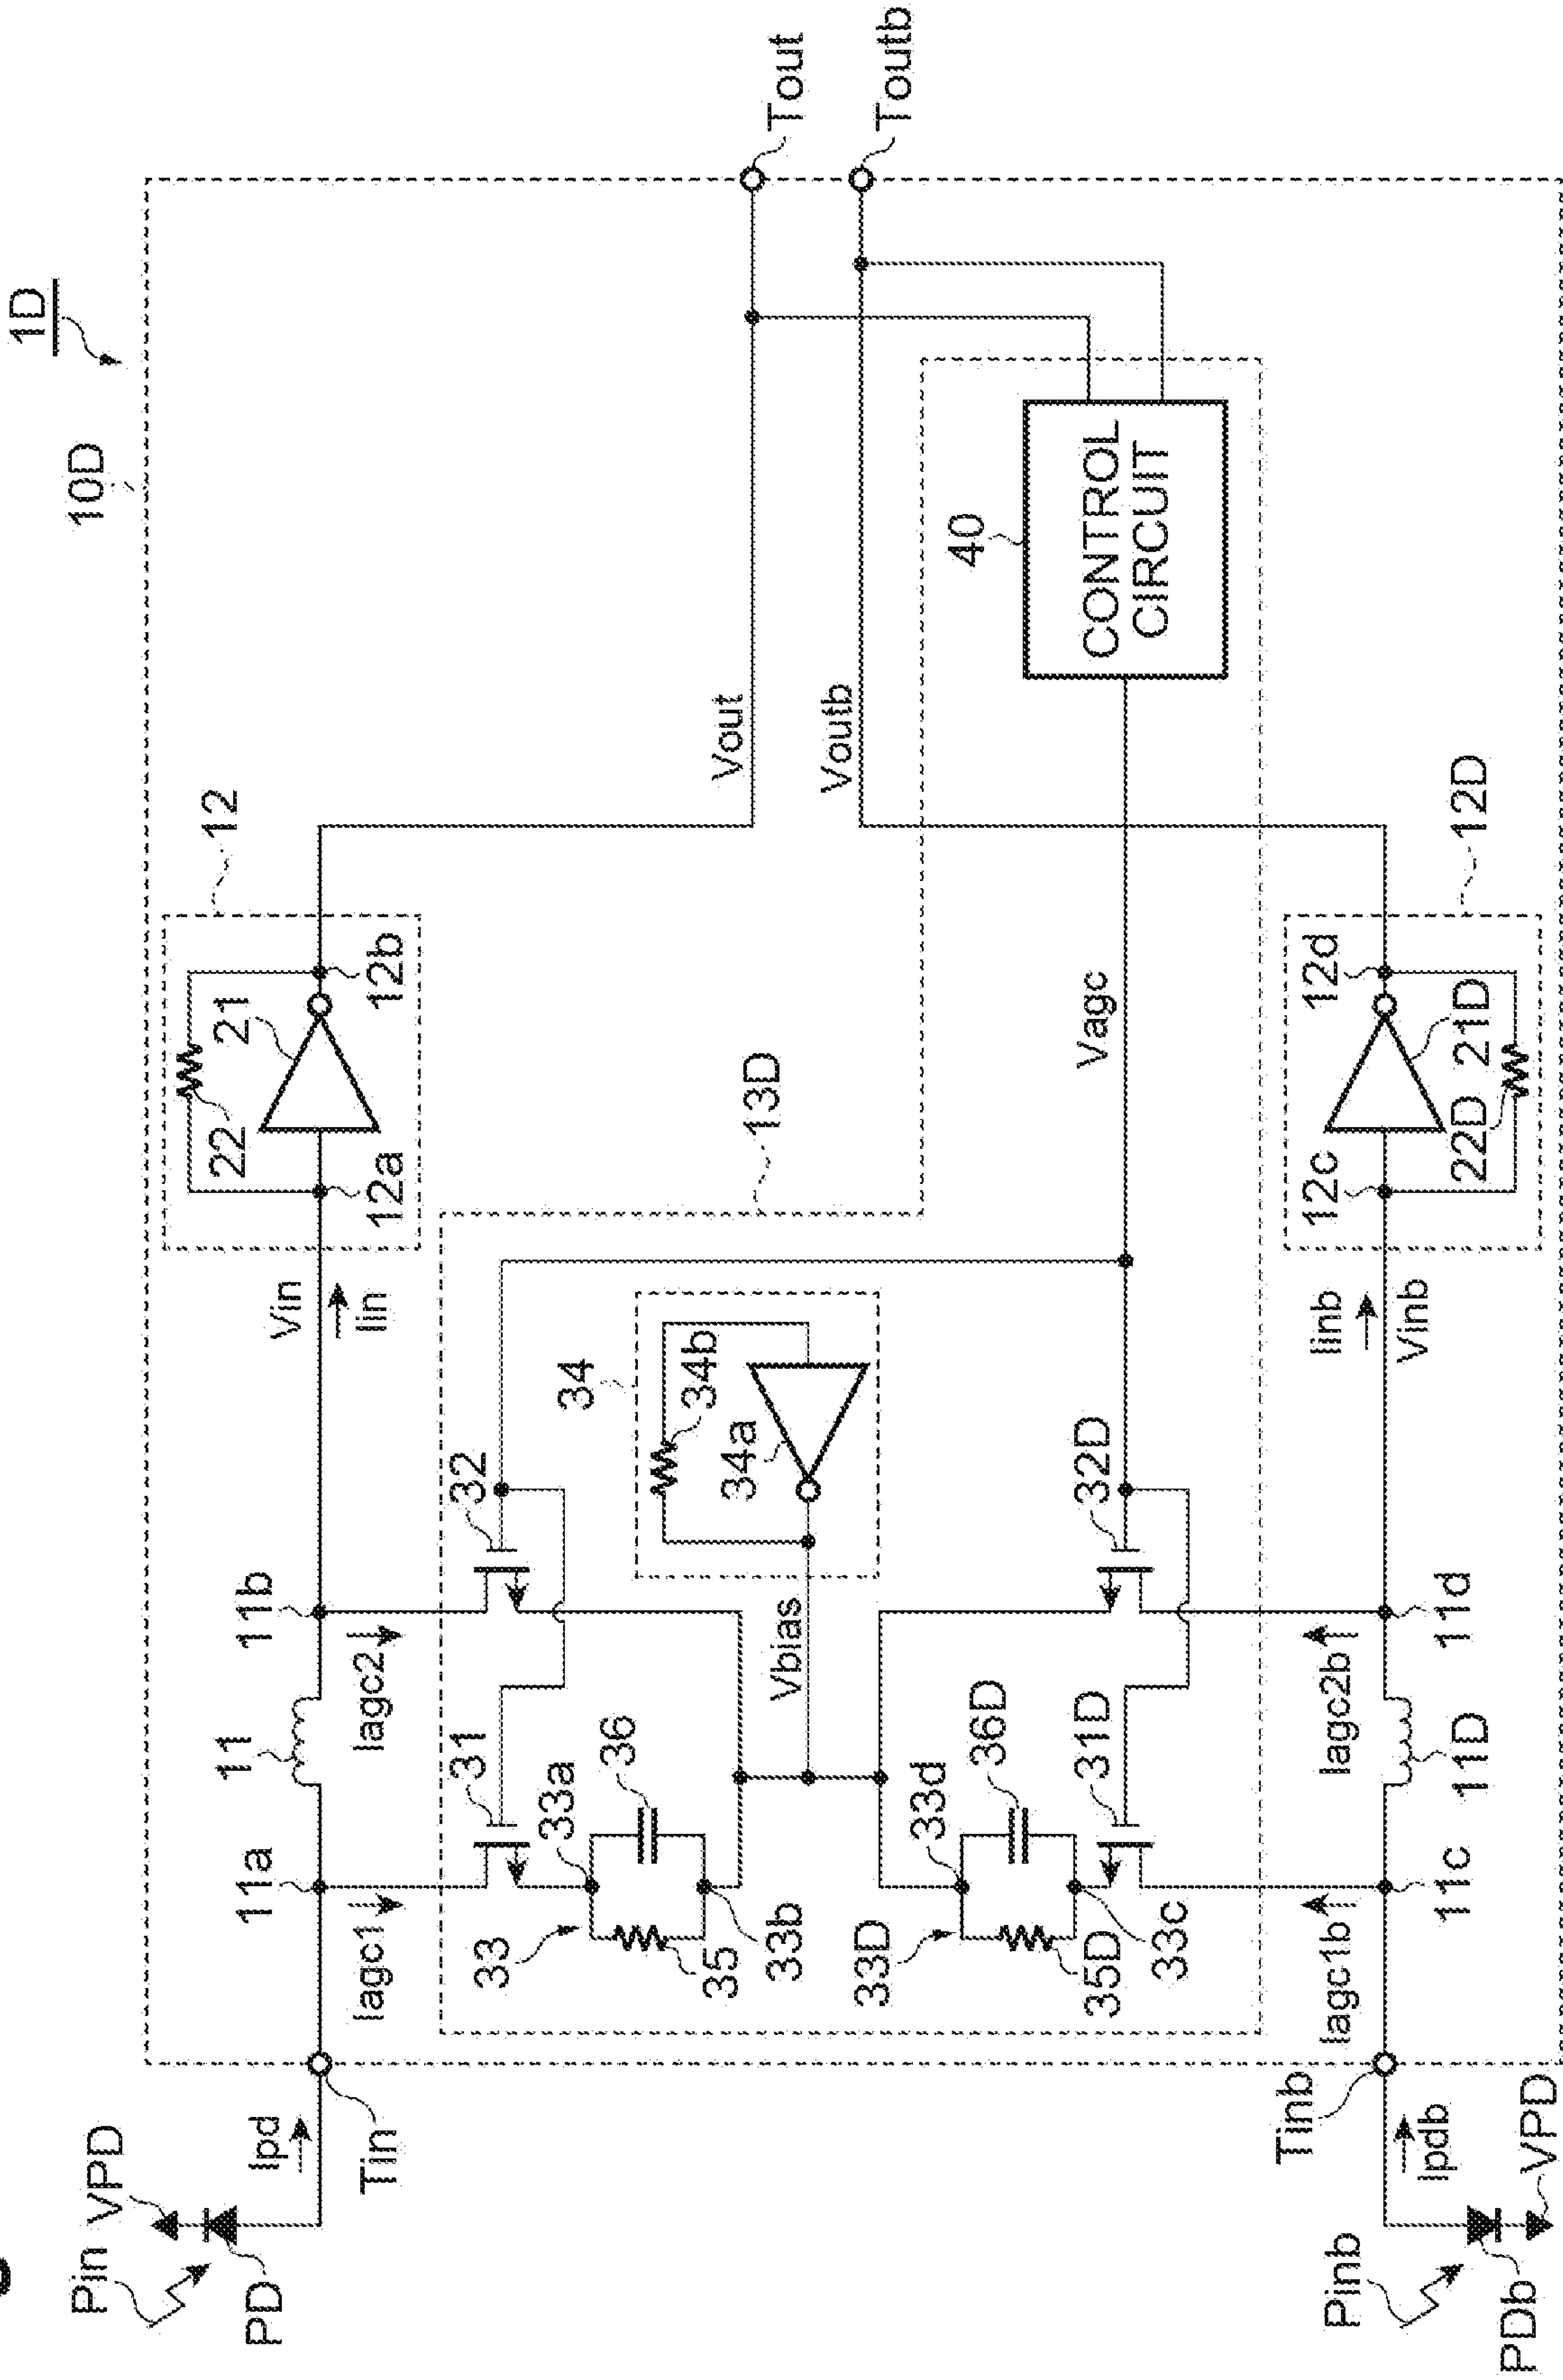 1D
10D
Pin
VPD
PD
Ipd
Tin
11a
11
11b
Iagc1
Iagc2
Vin
Iin
12
22
21
12a
12b
13D
31
32
33
33a
36
35
33b
34
34b
34a
Vbias
33D
33d
36D
35D
33c
31D
32D
Vagc
40
CONTROL
CIRCUIT
Vout
Voutb
Tout
Toutb
Iagc1b
Iagc2b
11c
11D
11d
Iinb
Vinb
12c
12d
22D
21D
12D
Tinb
Ipdb
Pinb
PDb
VPD